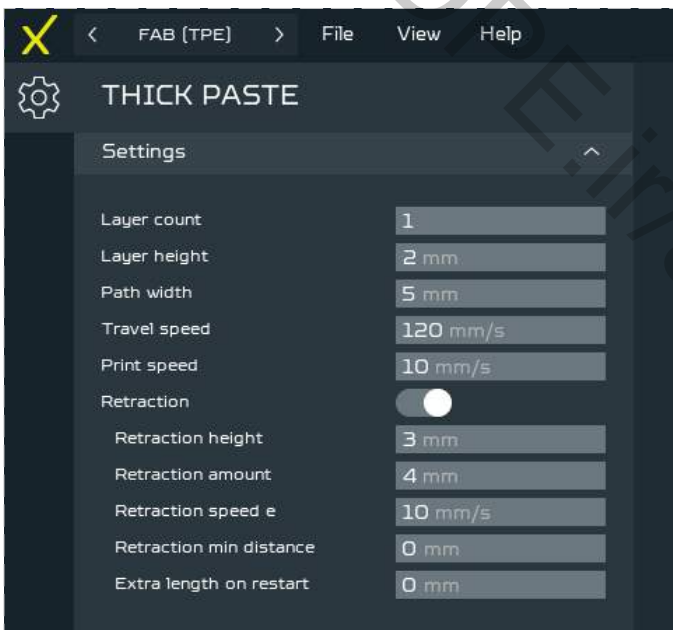 X < FAB (TPE) > File View Help
THICK PASTE
Settings
Layer count 1
Layer height 2 mm
Path width 5 mm
Travel speed 120 mm/s
Print speed 10 mm/s
Retraction
Retraction height 3 mm
Retraction amount 4 mm
Retraction speed e 10 mm/s
Retraction min distance 0 mm
Extra length on restart 0 mm